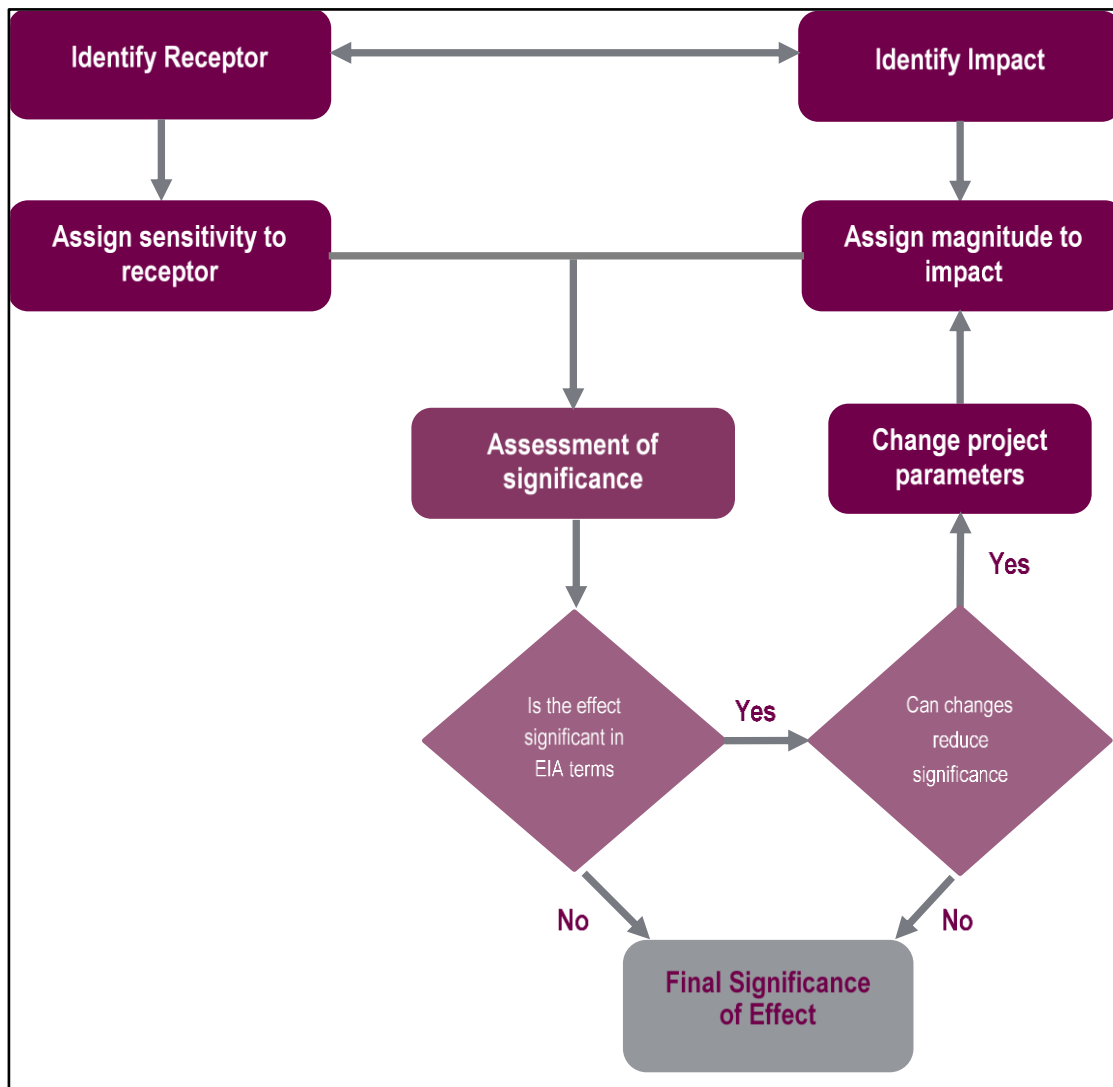 Identify Receptor
Identify Impact
Assign sensitivity to
receptor
Assign magnitude to
impact
Assessment of
significance
Change project
parameters
Yes
Is the effect
significant in
EIA terms
Yes
Can changes
reduce
significance
No
No
Final Significance
of Effect